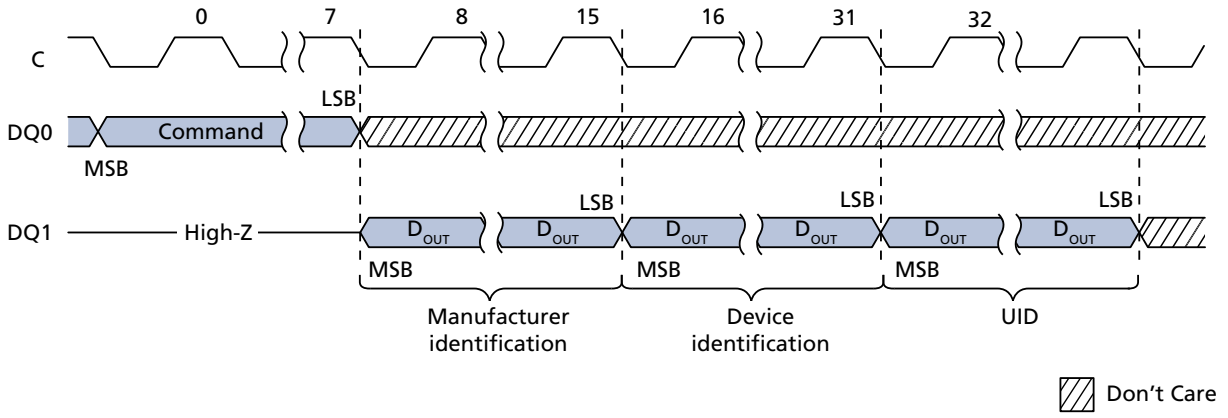 0 7 8 15 16 31 32
C
LSB
DQ0 Command
MSB
LSB LSB LSB
DQ1 High-Z DOUT DOUT DOUT DOUT DOUT DOUT
MSB MSB MSB
Manufacturer
identification
Device
identification
UID
Don't Care